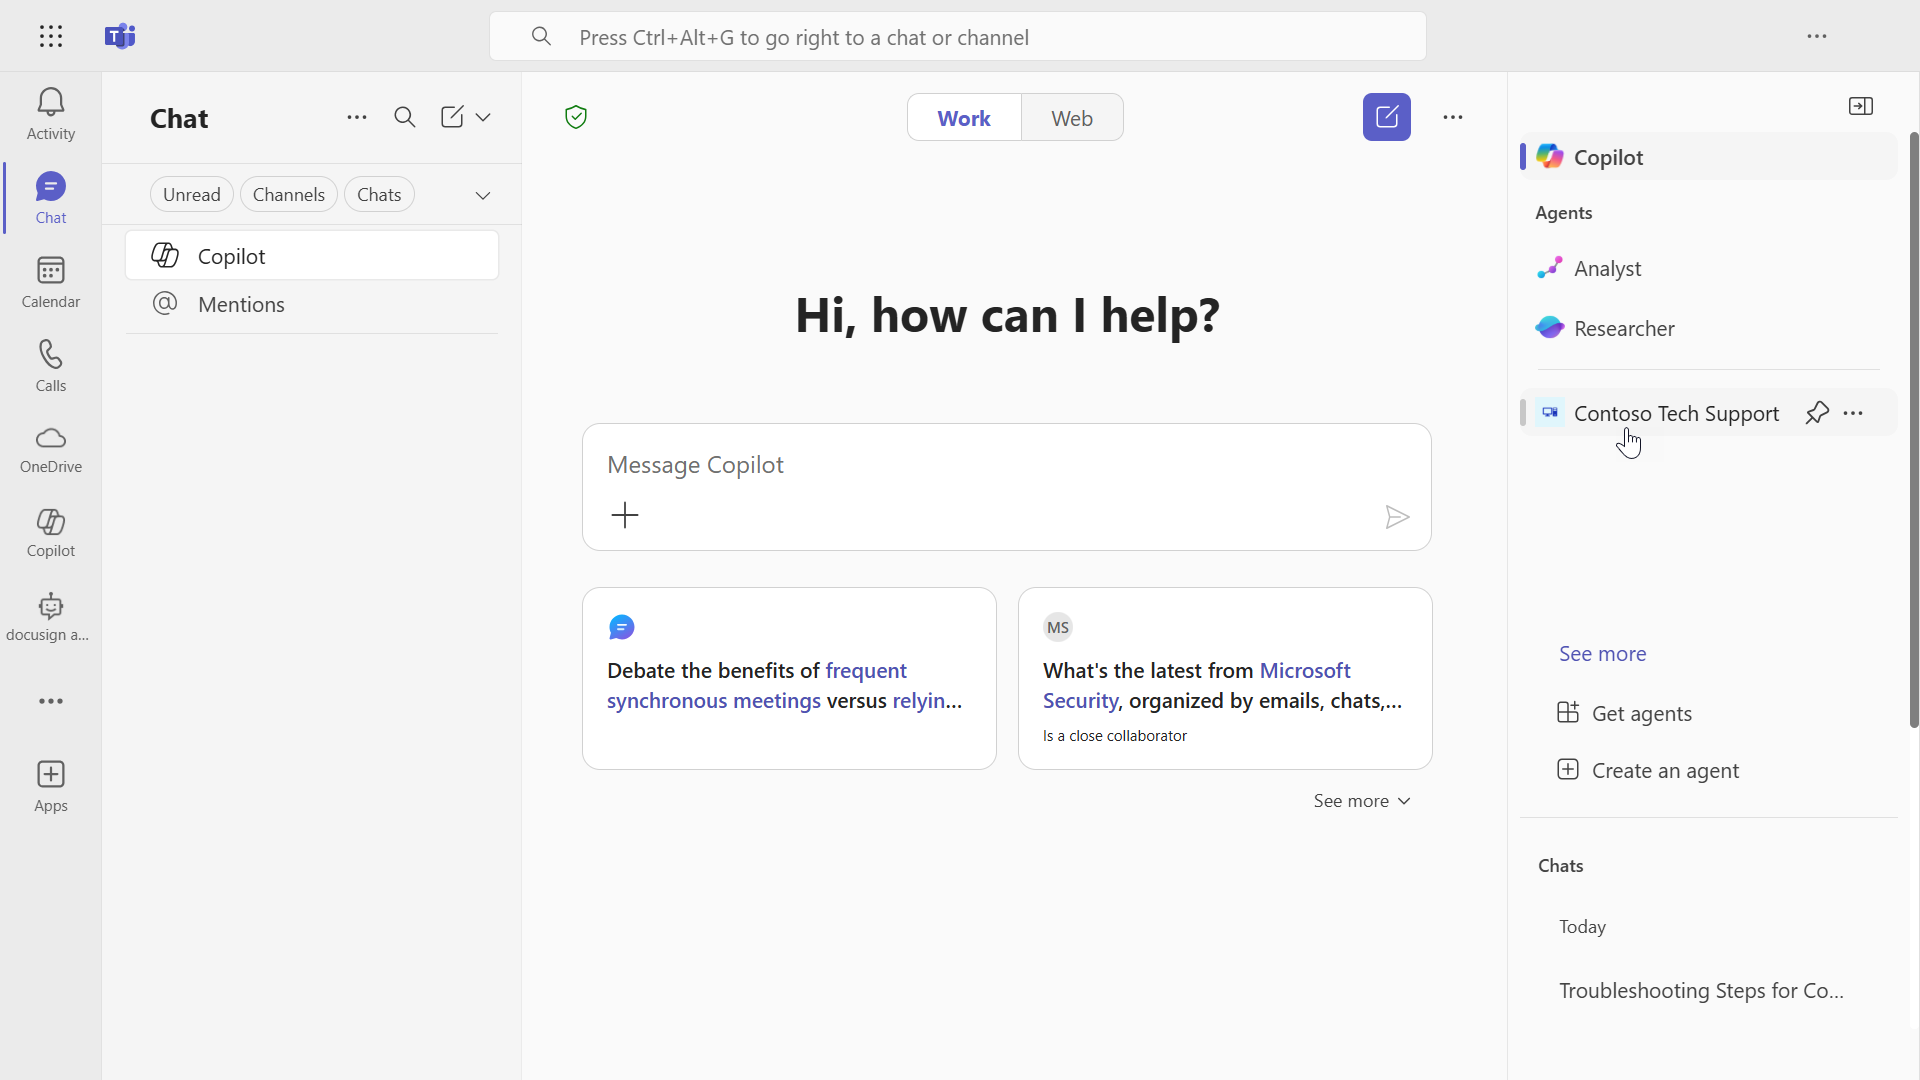 Press Ctrl+Alt+G to go right to a chat or channel
Activity
Chat
Calendar
Calls
OneDrive
Copilot
docusign a...
Apps
Chat
Unread
Channels
Chats
Copilot
@ Mentions
Work
Web
Hi, how can I help?
Message Copilot
Debate the benefits of frequent
synchronous meetings versus relyin...
MS
What's the latest from Microsoft
Security, organized by emails, chats,...
Is a close collaborator
See more
Copilot
Agents
Analyst
Researcher
Contoso Tech Support
See more
Get agents
Create an agent
Chats
Today
Troubleshooting Steps for Co...